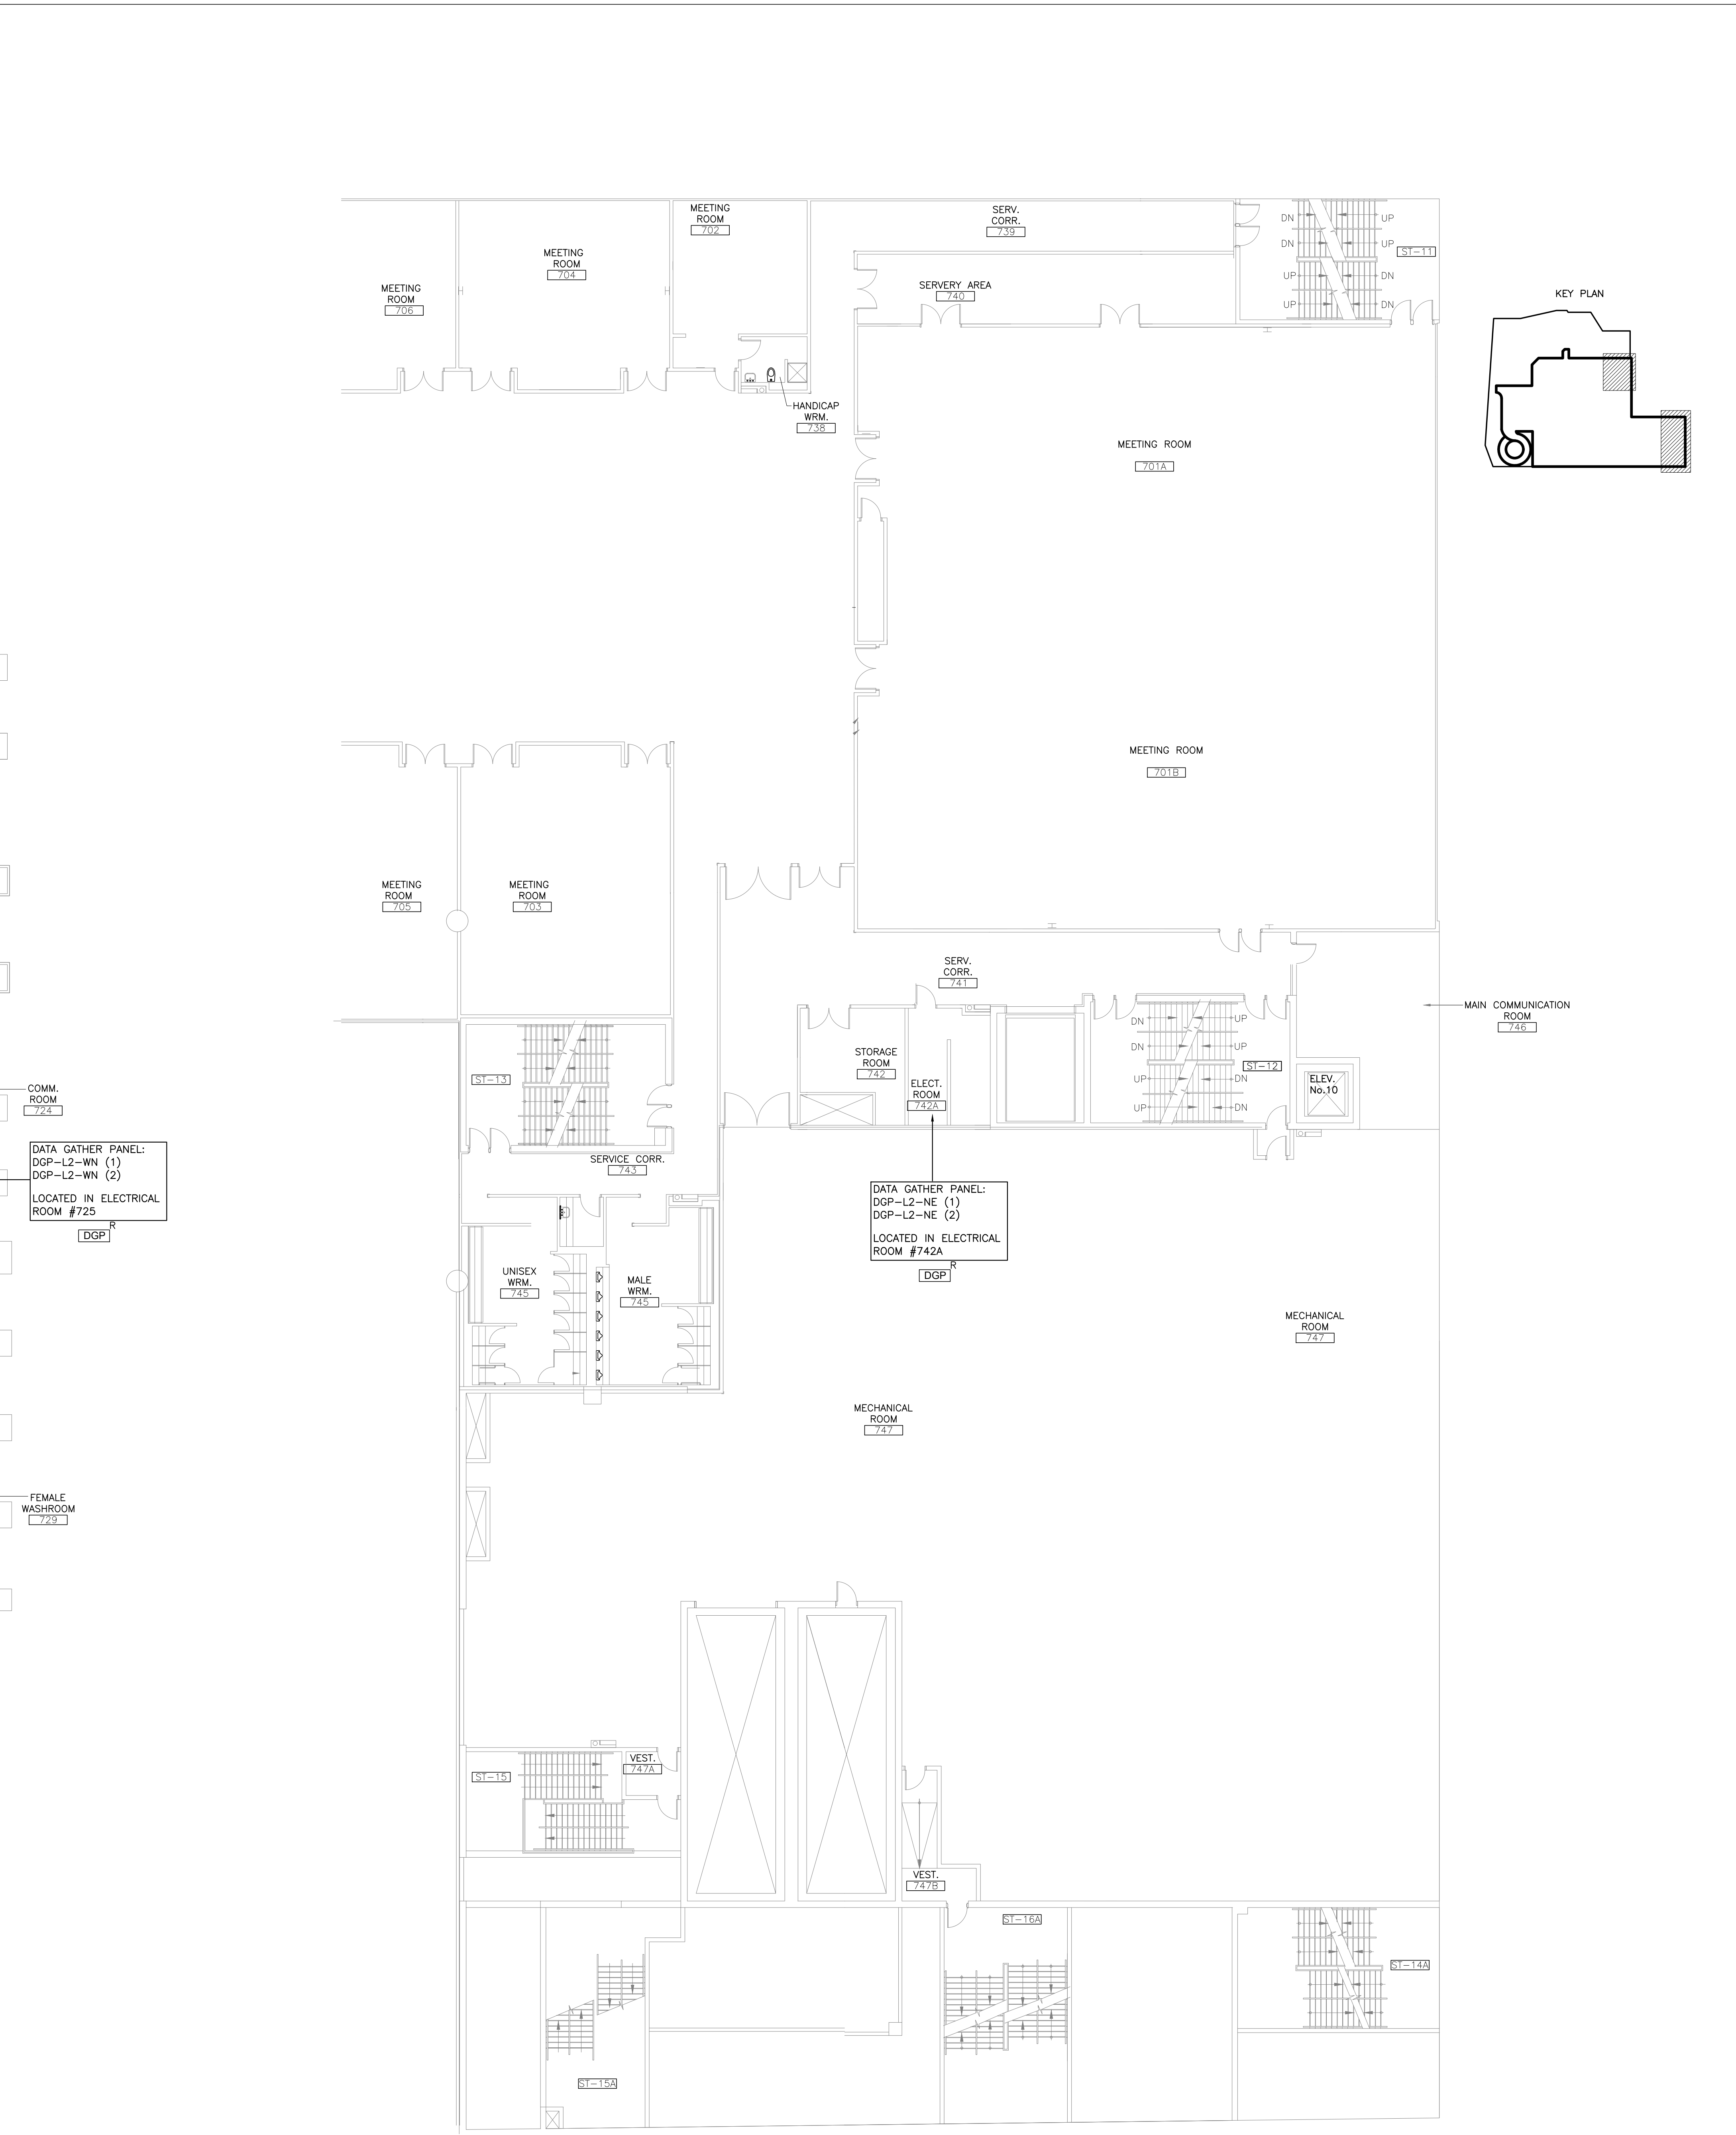 MEETING
ROOM
702
SERV.
CORR.
739
DN
UP
DN
UP
ST-11
UP
DN
UP
DN
MEETING
ROOM
704
MEETING
ROOM
706
SERVERY AREA
740
KEY PLAN
HANDICAP
WRM.
738
MEETING ROOM
701A
MEETING ROOM
701B
MEETING
ROOM
705
MEETING
ROOM
703
SERV.
CORR.
741
MAIN COMMUNICATION
ROOM
746
DN
UP
DN
UP
ST-12
UP
DN
UP
DN
STORAGE
ROOM
742
ELECT.
ROOM
742A
ELEV.
No.10
ST-13
COMM.
ROOM
724
DATA GATHER PANEL:
DGP-L2-WN (1)
DGP-L2-WN (2)
LOCATED IN ELECTRICAL
ROOM #725
R
DGP
SERVICE CORR.
743
DATA GATHER PANEL:
DGP-L2-NE (1)
DGP-L2-NE (2)
LOCATED IN ELECTRICAL
ROOM #742A
R
DGP
UNISEX
WRM.
745
MALE
WRM.
745
MECHANICAL
ROOM
747
MECHANICAL
ROOM
747
FEMALE
WASHROOM
729
VEST.
747A
ST-15
VEST.
747B
ST-16A
ST-14A
ST-15A